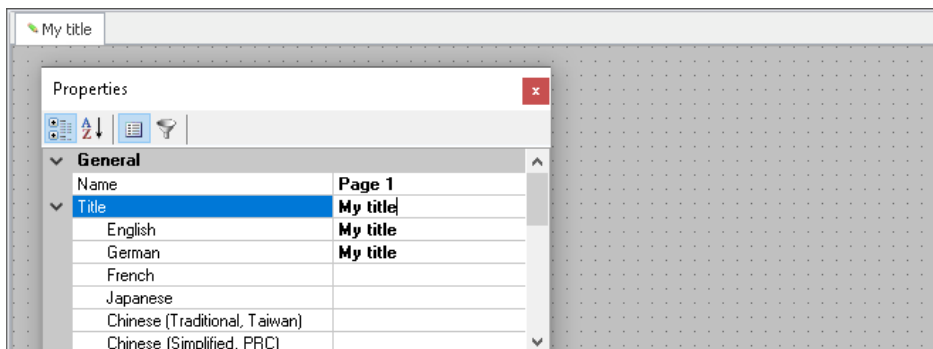 My title
Properties
x
A Z
General
Name Page 1
Title My title
English My title
German My title
French
Japanese
Chinese (Traditional, Taiwan)
Chinese (Simplified, PRC)